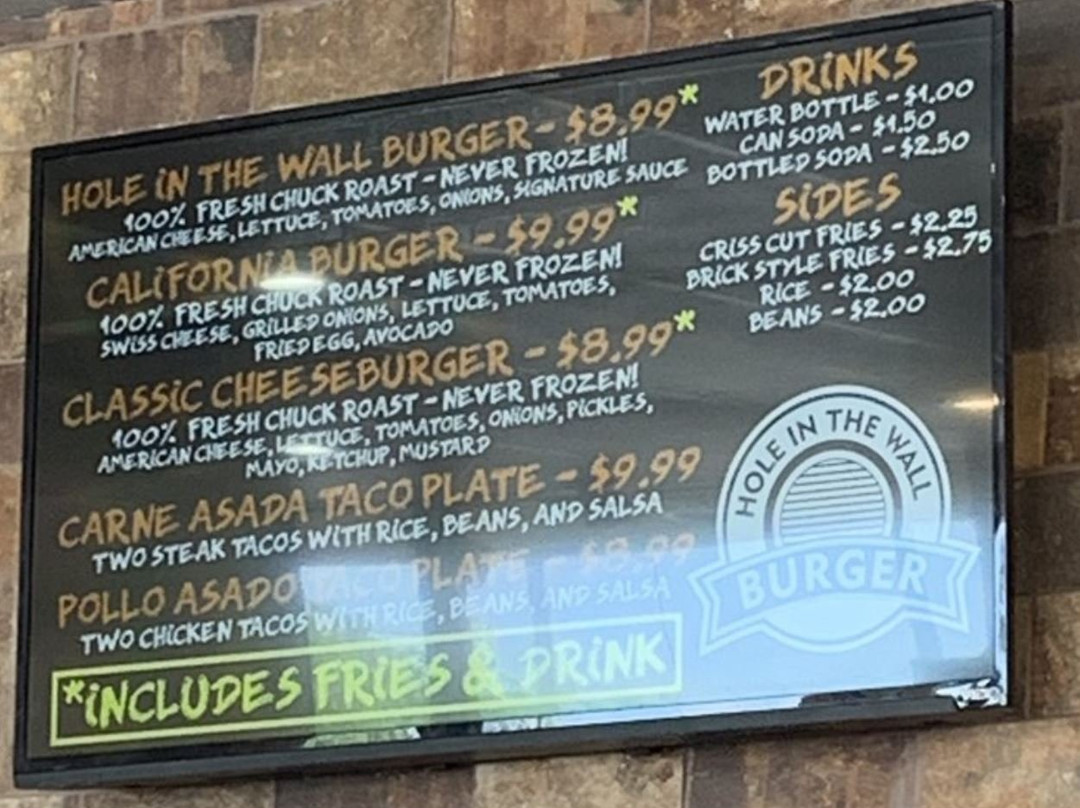 HOLE IN THE WALL BURGER - $8.99*
100% FRESH CHUCK ROAST - NEVER FROZEN!
AMERICAN CHEESE, LETTUCE, TOMATOES, ONIONS, SIGNATURE SAUCE
CALIFORNIA BURGER - $9.99*
100% FRESH CHUCK ROAST - NEVER FROZEN!
SWISS CHEESE, GRILLED ONIONS, LETTUCE, TOMATOES,
FRIED EGG, AVOCADO
CLASSIC CHEESEBURGER - $8.99*
100% FRESH CHUCK ROAST - NEVER FROZEN!
AMERICAN CHEESE, LETTUCE, TOMATOES, ONIONS, PICKLES,
MAYO, KETCHUP, MUSTARD
CARNE ASADA TACO PLATE - $9.99
TWO STEAK TACOS WITH RICE, BEANS, AND SALSA
POLLO ASADO TACO PLATE - $8.99
TWO CHICKEN TACOS WITH RICE, BEANS, AND SALSA
*INCLUDES FRIES & DRINK
DRINKS
WATER BOTTLE - $1.00
CAN SODA - $1.50
BOTTLED SODA - $2.50
SIDES
CRISS CUT FRIES - $2.25
BRICK STYLE FRIES - $2.75
RICE - $2.00
BEANS - $2.00
HOLE IN THE WALL
BURGER